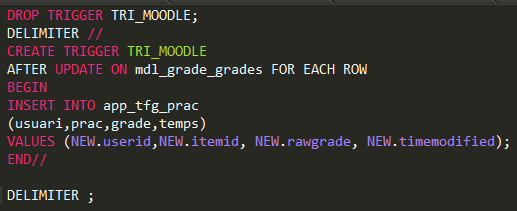 DROP TRIGGER TRI_MOODLE;
DELIMITER //
CREATE TRIGGER TRI_MOODLE
AFTER UPDATE ON mdl_grade_grades FOR EACH ROW
BEGIN
INSERT INTO app_tfg_prac
(usuari,prac,grade,temps)
VALUES (NEW.userid,NEW.itemid, NEW.rawgrade, NEW.timemodified);
END//
DELIMITER ;